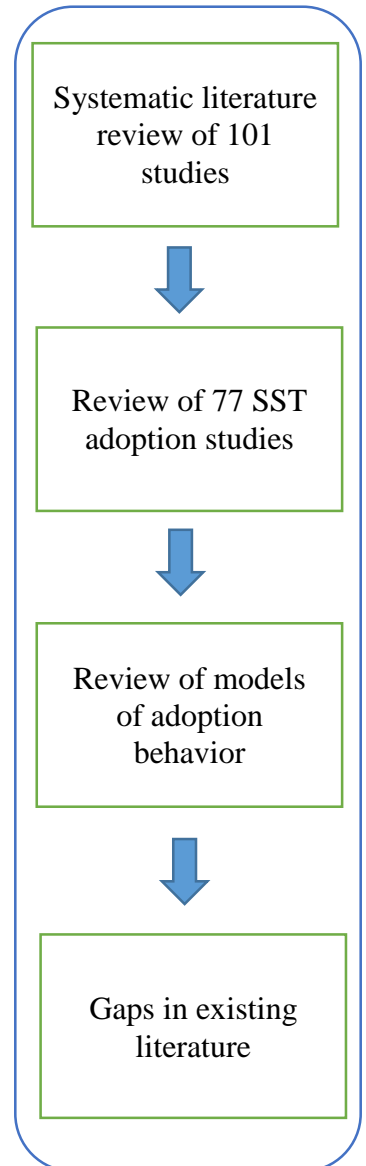 Systematic literature
review of 101
studies
Review of 77 SST
adoption studies
Review of models
of adoption
behavior
Gaps in existing
literature